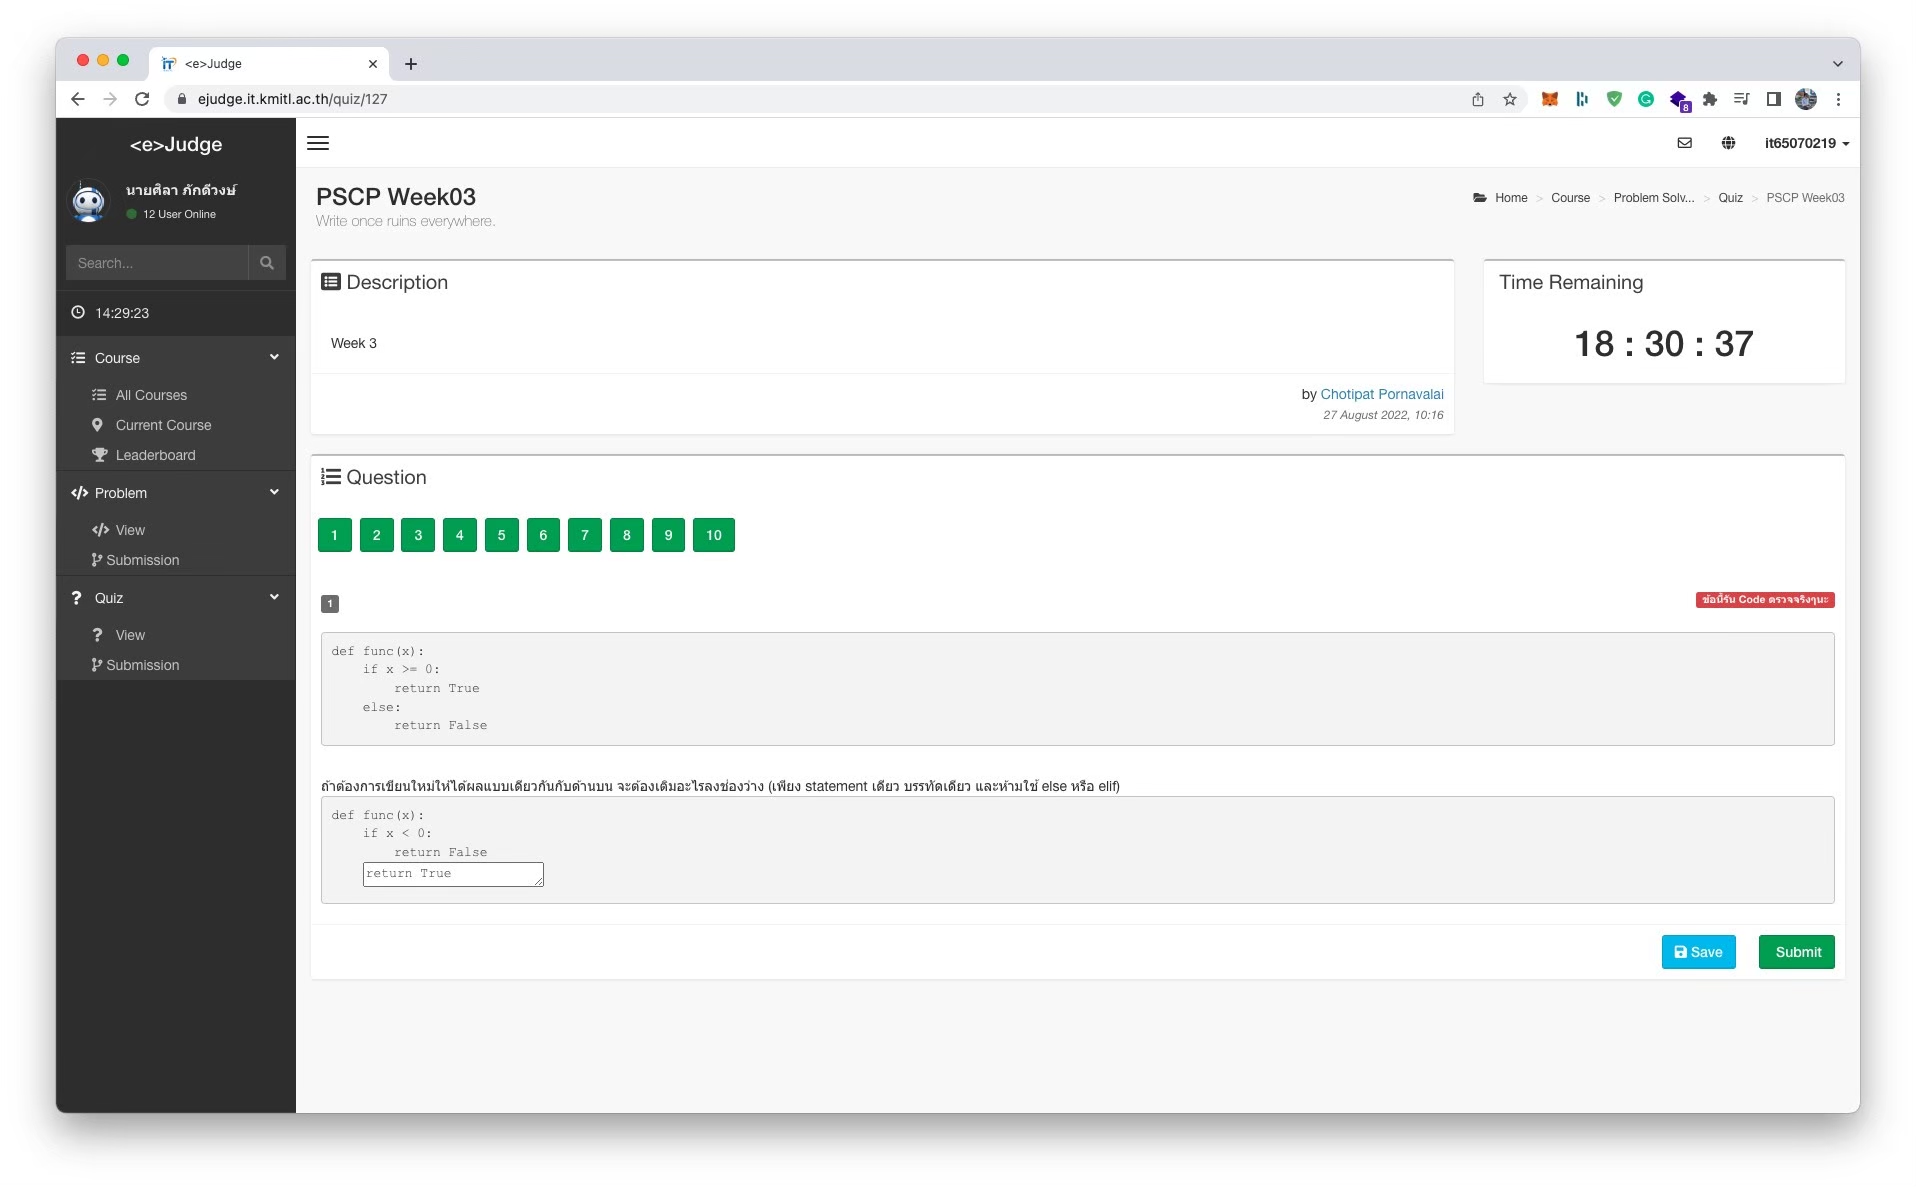 <e>Judge
ejudge.it.kmitl.ac.th/quiz/127
8
<e>Judge
it65070219
นายศิลา ภักดีวงษ์
12 User Online
Search...
14:29:23
Course
All Courses
Current Course
Leaderboard
Problem
View
Submission
Quiz
View
Submission
PSCP Week03
Write once ruins everywhere.
Home > Course > Problem Solv... > Quiz > PSCP Week03
Description
Week 3
by Chotipat Pornavalai
27 August 2022, 10:16
Time Remaining
18 : 30 : 37
Question
1 2 3 4 5 6 7 8 9 10
1
ข้อนี้รัน Code ตรวจจริงๆนะ
def func(x):
    if x >= 0:
        return True
    else:
        return False
ถ้าต้องการเขียนใหม่ให้ได้ผลแบบเดียวกันกับด้านบน จะต้องเติมอะไรลงช่องว่าง (เพียง statement เดียว บรรทัดเดียว และห้ามใช้ else หรือ elif)
def func(x):
    if x < 0:
        return False
    return True
Save
Submit